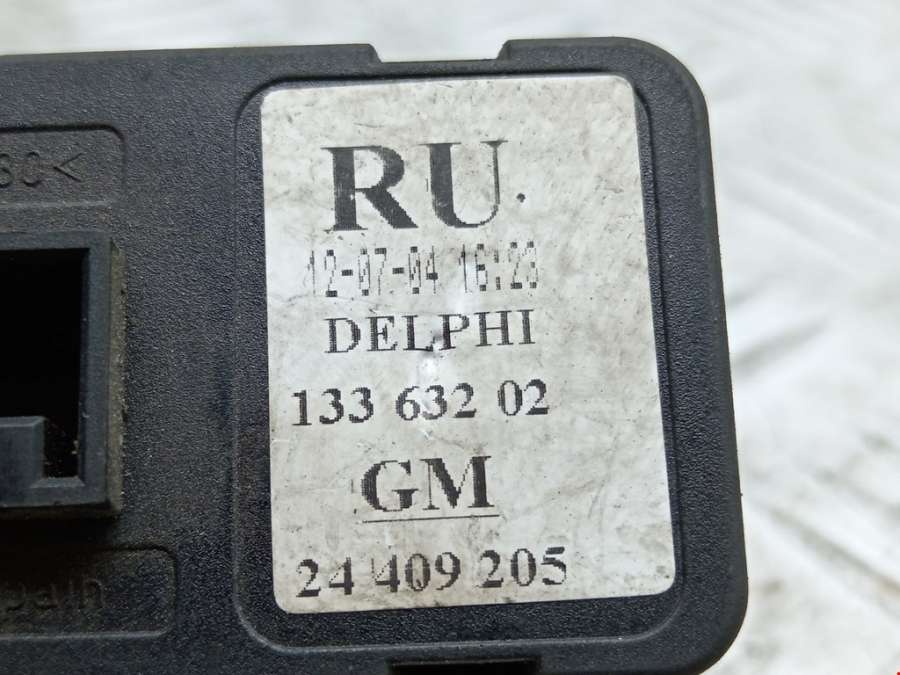 RU.
12-07-04 16:23
DELPHI
133 632 02
GM
24 409 205